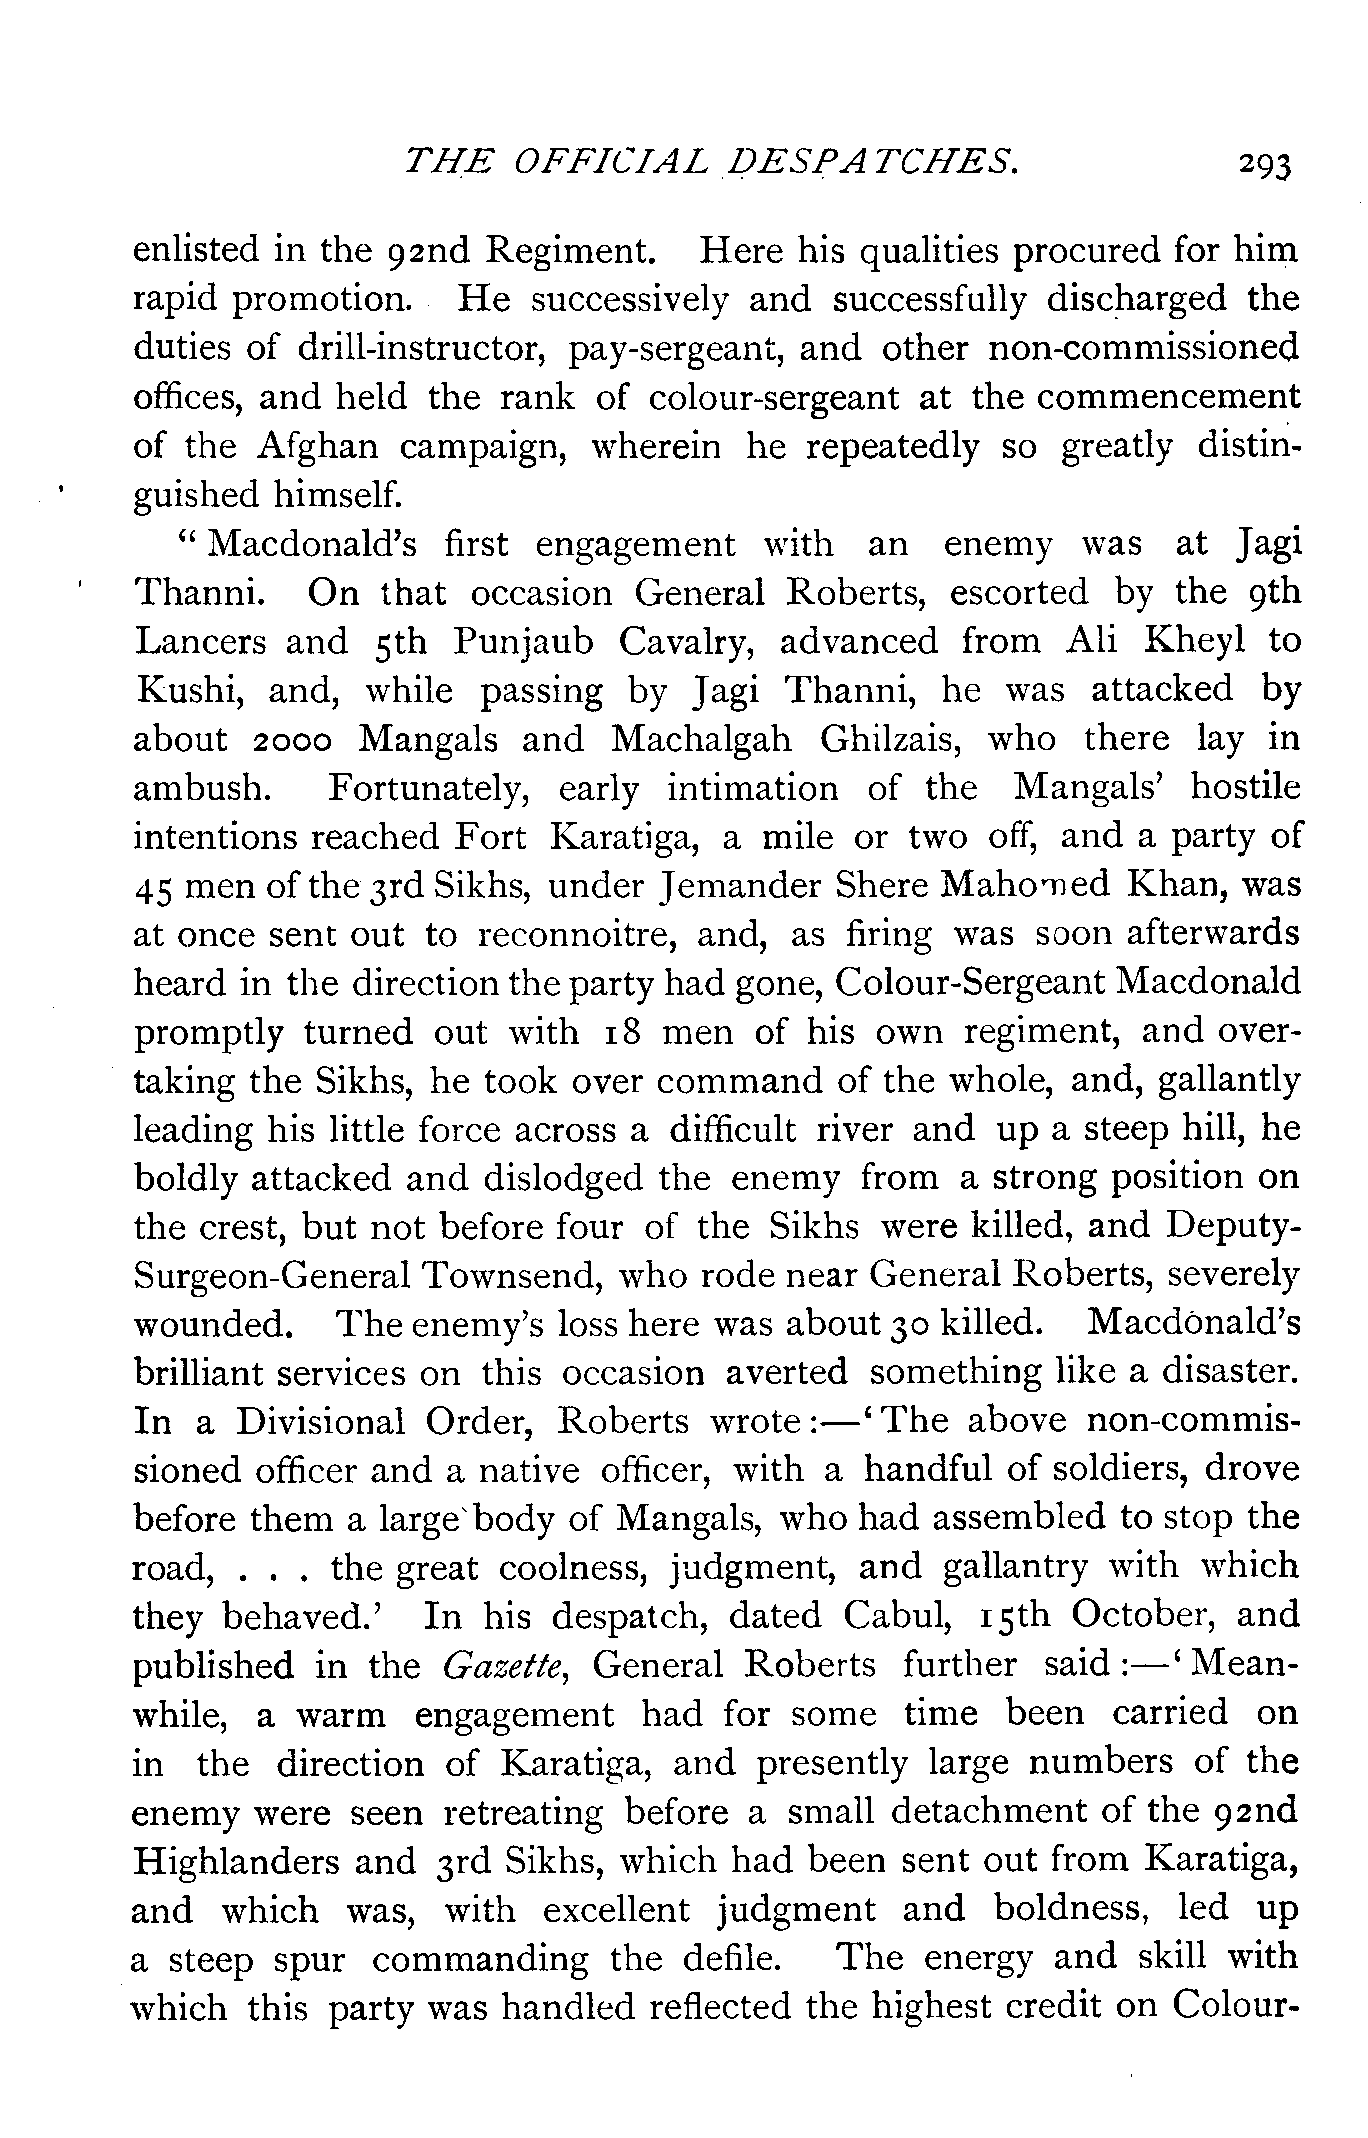 THE OFFICIAL DESPATCHES. 293
enlisted in the 92nd Regiment. Here his qualities procured for him
rapid promotion. He successively and successfully discharged the
duties of drill-instructor, pay-sergeant, and other non-commissioned
offices, and held the rank of colour-sergeant at the commencement
of the Afghan campaign, wherein he repeatedly so greatly distin-
guished himself.
“ Macdonald’s first engagement with an enemy was at Jagi
Thanni. On that occasion General Roberts, escorted by the 9th
Lancers and 5th Punjaub Cavalry, advanced from Ali Kheyl to
Kushi, and, while passing by Jagi Thanni, he was attacked by
about 2000 Mangals and Machalgah Ghilzais, who there lay in
ambush. Fortunately, early intimation of the Mangals’ hostile
intentions reached Fort Karatiga, a mile or two off, and a party of
45 men of the 3rd Sikhs, under Jemander Shere Mahomed Khan, was
at once sent out to reconnoitre, and, as firing was soon afterwards
heard in the direction the party had gone, Colour-Sergeant Macdonald
promptly turned out with 18 men of his own regiment, and over-
taking the Sikhs, he took over command of the whole, and, gallantly
leading his little force across a difficult river and up a steep hill, he
boldly attacked and dislodged the enemy from a strong position on
the crest, but not before four of the Sikhs were killed, and Deputy-
Surgeon-General Townsend, who rode near General Roberts, severely
wounded. The enemy’s loss here was about 30 killed. Macdonald’s
brilliant services on this occasion averted something like a disaster.
In a Divisional Order, Roberts wrote :—‘ The above non-commis-
sioned officer and a native officer, with a handful of soldiers, drove
before them a large body of Mangals, who had assembled to stop the
road, . . . the great coolness, judgment, and gallantry with which
they behaved.’ In his despatch, dated Cabul, 15th October, and
published in the Gazette, General Roberts further said :—‘ Mean-
while, a warm engagement had for some time been carried on
in the direction of Karatiga, and presently large numbers of the
enemy were seen retreating before a small detachment of the 92nd
Highlanders and 3rd Sikhs, which had been sent out from Karatiga,
and which was, with excellent judgment and boldness, led up
a steep spur commanding the defile. The energy and skill with
which this party was handled reflected the highest credit on Colour-